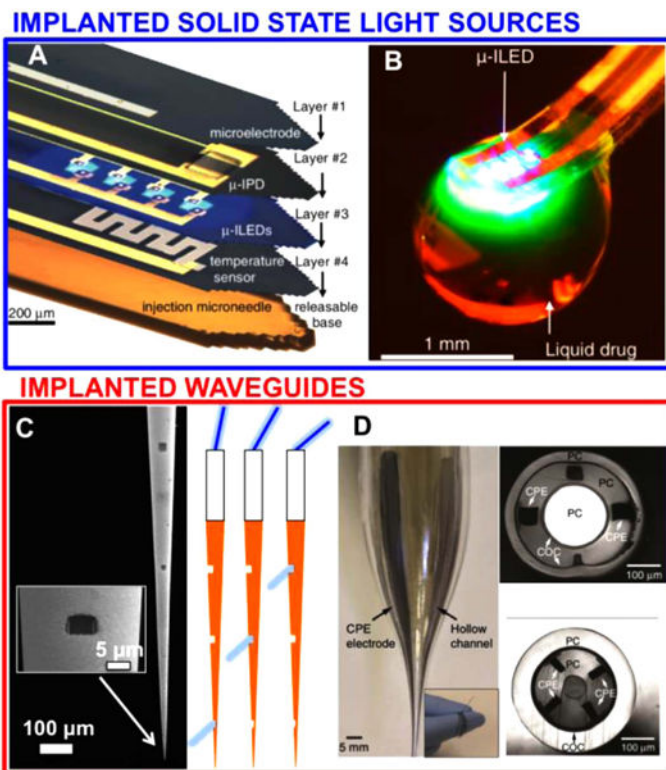 IMPLANTED SOLID STATE LIGHT SOURCES
A
Layer #1
microelectrode
Layer #2
μ-IPD
Layer #3
μ-ILEDs
temperature
sensor
Layer #4
injection microneedle
releasable
base
200 μm
B
μ-ILED
1 mm
Liquid drug
IMPLANTED WAVEGUIDES
C
5 μm
100 μm
D
CPE
electrode
Hollow
channel
5 mm
PC
PC
CPE
PC
CPE
COC
100 μm
PC
PC
CPE
CPE
COC
100 μm